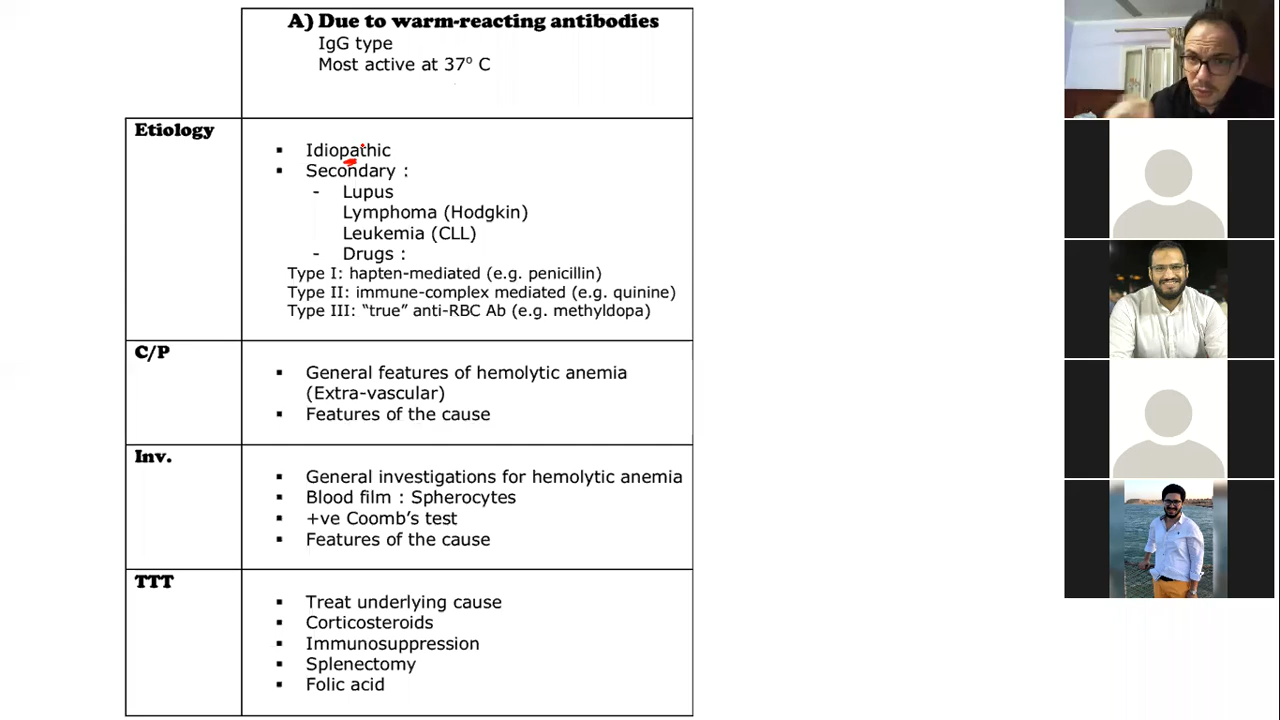 A) Due to warm-reacting antibodies
IgG type
Most active at 37º C
Etiology
▪ Idiopathic
▪ Secondary :
- Lupus
Lymphoma (Hodgkin)
Leukemia (CLL)
- Drugs :
Type I: hapten-mediated (e.g. penicillin)
Type II: immune-complex mediated (e.g. quinine)
Type III: “true” anti-RBC Ab (e.g. methyldopa)
C/P
▪ General features of hemolytic anemia
(Extra-vascular)
▪ Features of the cause
Inv.
▪ General investigations for hemolytic anemia
▪ Blood film : Spherocytes
▪ +ve Coomb’s test
▪ Features of the cause
TTT
▪ Treat underlying cause
▪ Corticosteroids
▪ Immunosuppression
▪ Splenectomy
▪ Folic acid